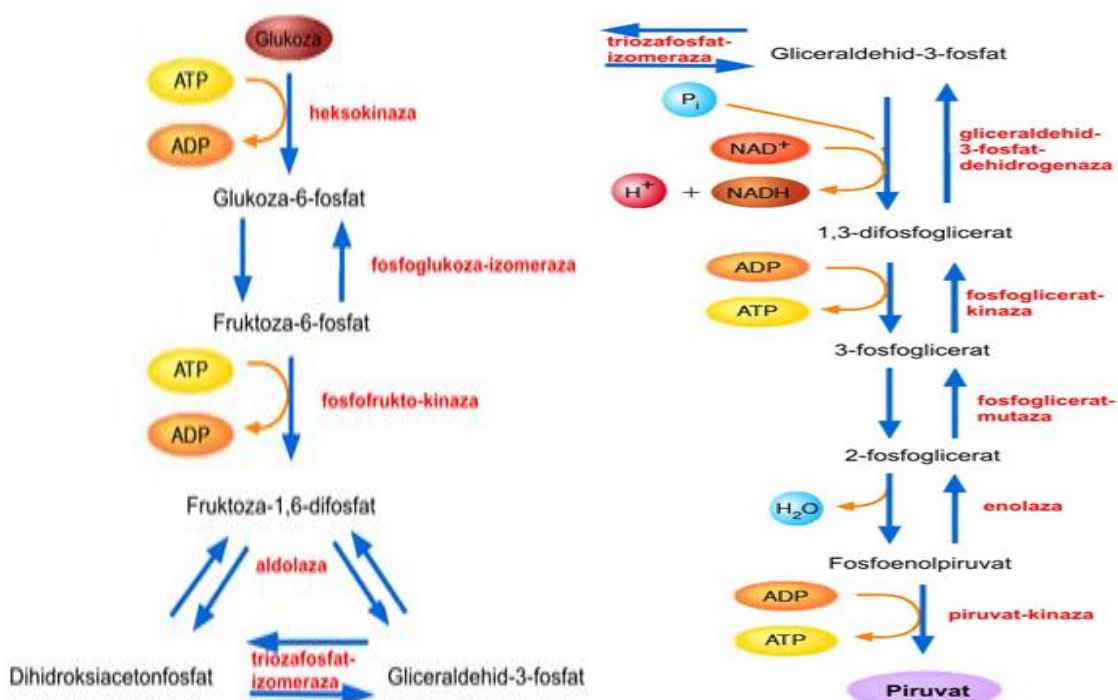 Glukoza
ATP
heksokinaza
ADP
Glukoza-6-fosfat
fosfoglukoza-izomeraza
Fruktoza-6-fosfat
ATP
fosfofrukto-kinaza
ADP
Fruktoza-1,6-difosfat
aldolaza
Dihidroksiacetonfosfat
triozafosfat-
izomeraza
Gliceraldehid-3-fosfat
triozafosfat-
izomeraza
Gliceraldehid-3-fosfat
Pi
NAD+
gliceraldehid-
3-fosfat-
dehidrogenaza
H+ + NADH
1,3-difosfoglicerat
ADP
fosfoglicerat-
kinaza
ATP
3-fosfoglicerat
fosfoglicerat-
mutaza
2-fosfoglicerat
H2O
enolaza
Fosfoenolpiruvat
ADP
piruvat-kinaza
ATP
Piruvat